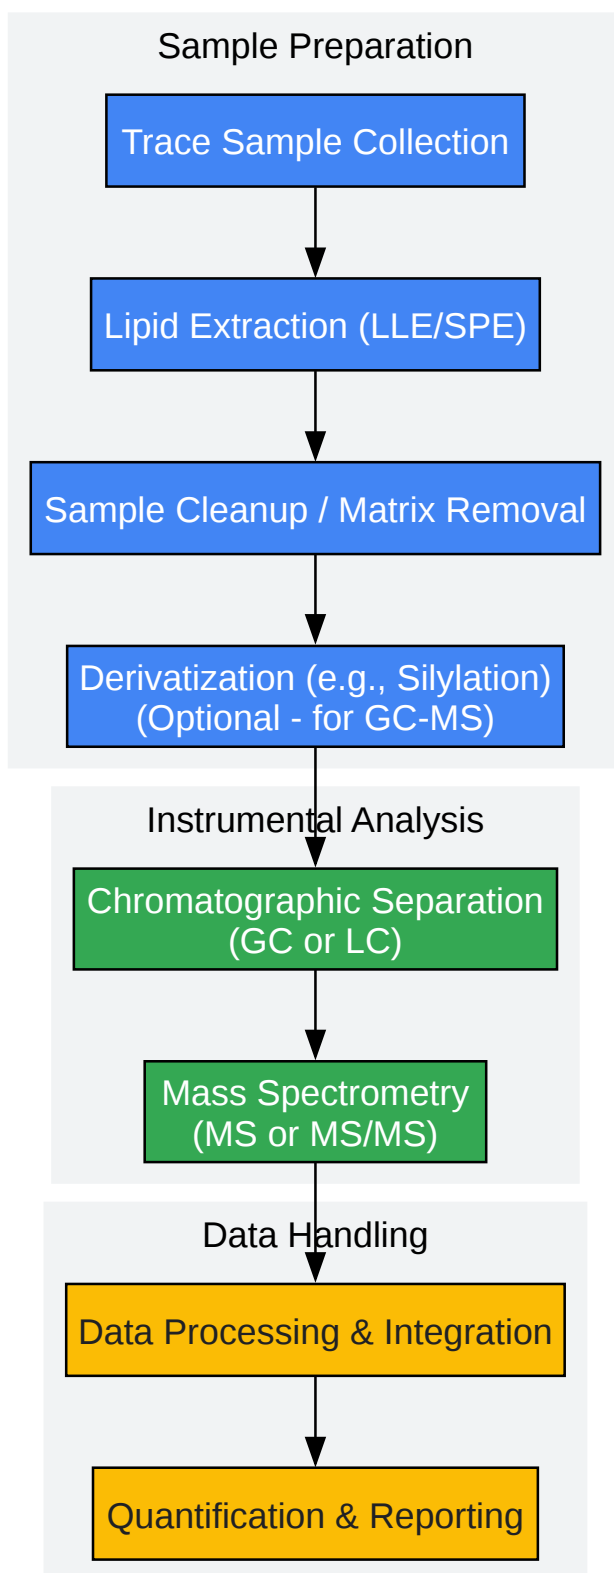 Sample Preparation
Trace Sample Collection
Lipid Extraction (LLE/SPE)
Sample Cleanup / Matrix Removal
Derivatization (e.g., Silylation)
(Optional - for GC-MS)
Instrumental Analysis
Chromatographic Separation
(GC or LC)
Mass Spectrometry
(MS or MS/MS)
Data Handling
Data Processing & Integration
Quantification & Reporting